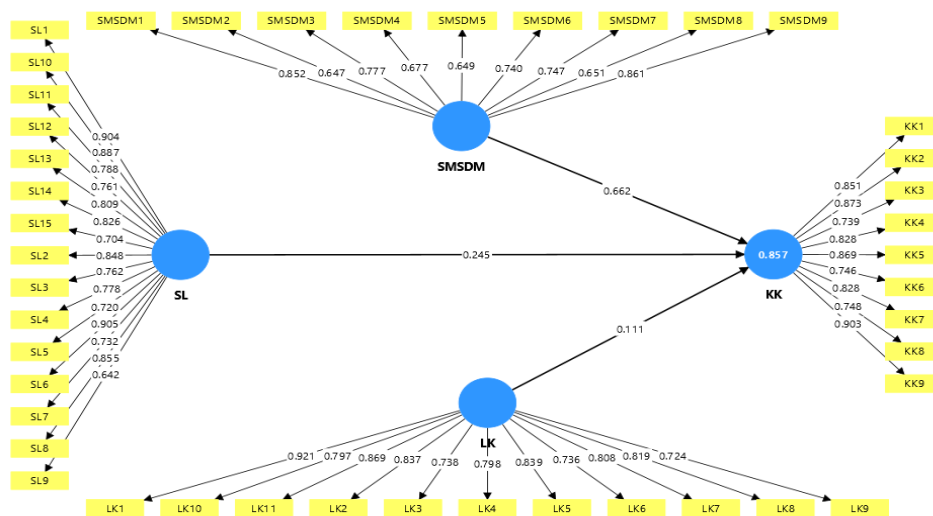 SMSDM1 SMSDM2 SMSDM3 SMSDM4 SMSDM5 SMSDM6 SMSDM7 SMSDM8 SMSDM9
0.852 0.647 0.777 0.677 0.649 0.740 0.747 0.651 0.861
SMSDM
SL1
SL10
SL11
SL12
SL13
SL14
SL15
SL2
SL3
SL4
SL5
SL6
SL7
SL8
SL9
0.904
0.887
0.788
0.761
0.809
0.826
0.704
0.848
0.762
0.778
0.720
0.905
0.732
0.855
0.642
SL
0.662
0.245
0.111
0.857
KK
0.851
0.873
0.739
0.828
0.869
0.746
0.828
0.748
0.903
KK1
KK2
KK3
KK4
KK5
KK6
KK7
KK8
KK9
LK
0.921 0.797 0.869 0.837 0.738 0.798 0.839 0.736 0.808 0.819 0.724
LK1 LK10 LK11 LK2 LK3 LK4 LK5 LK6 LK7 LK8 LK9